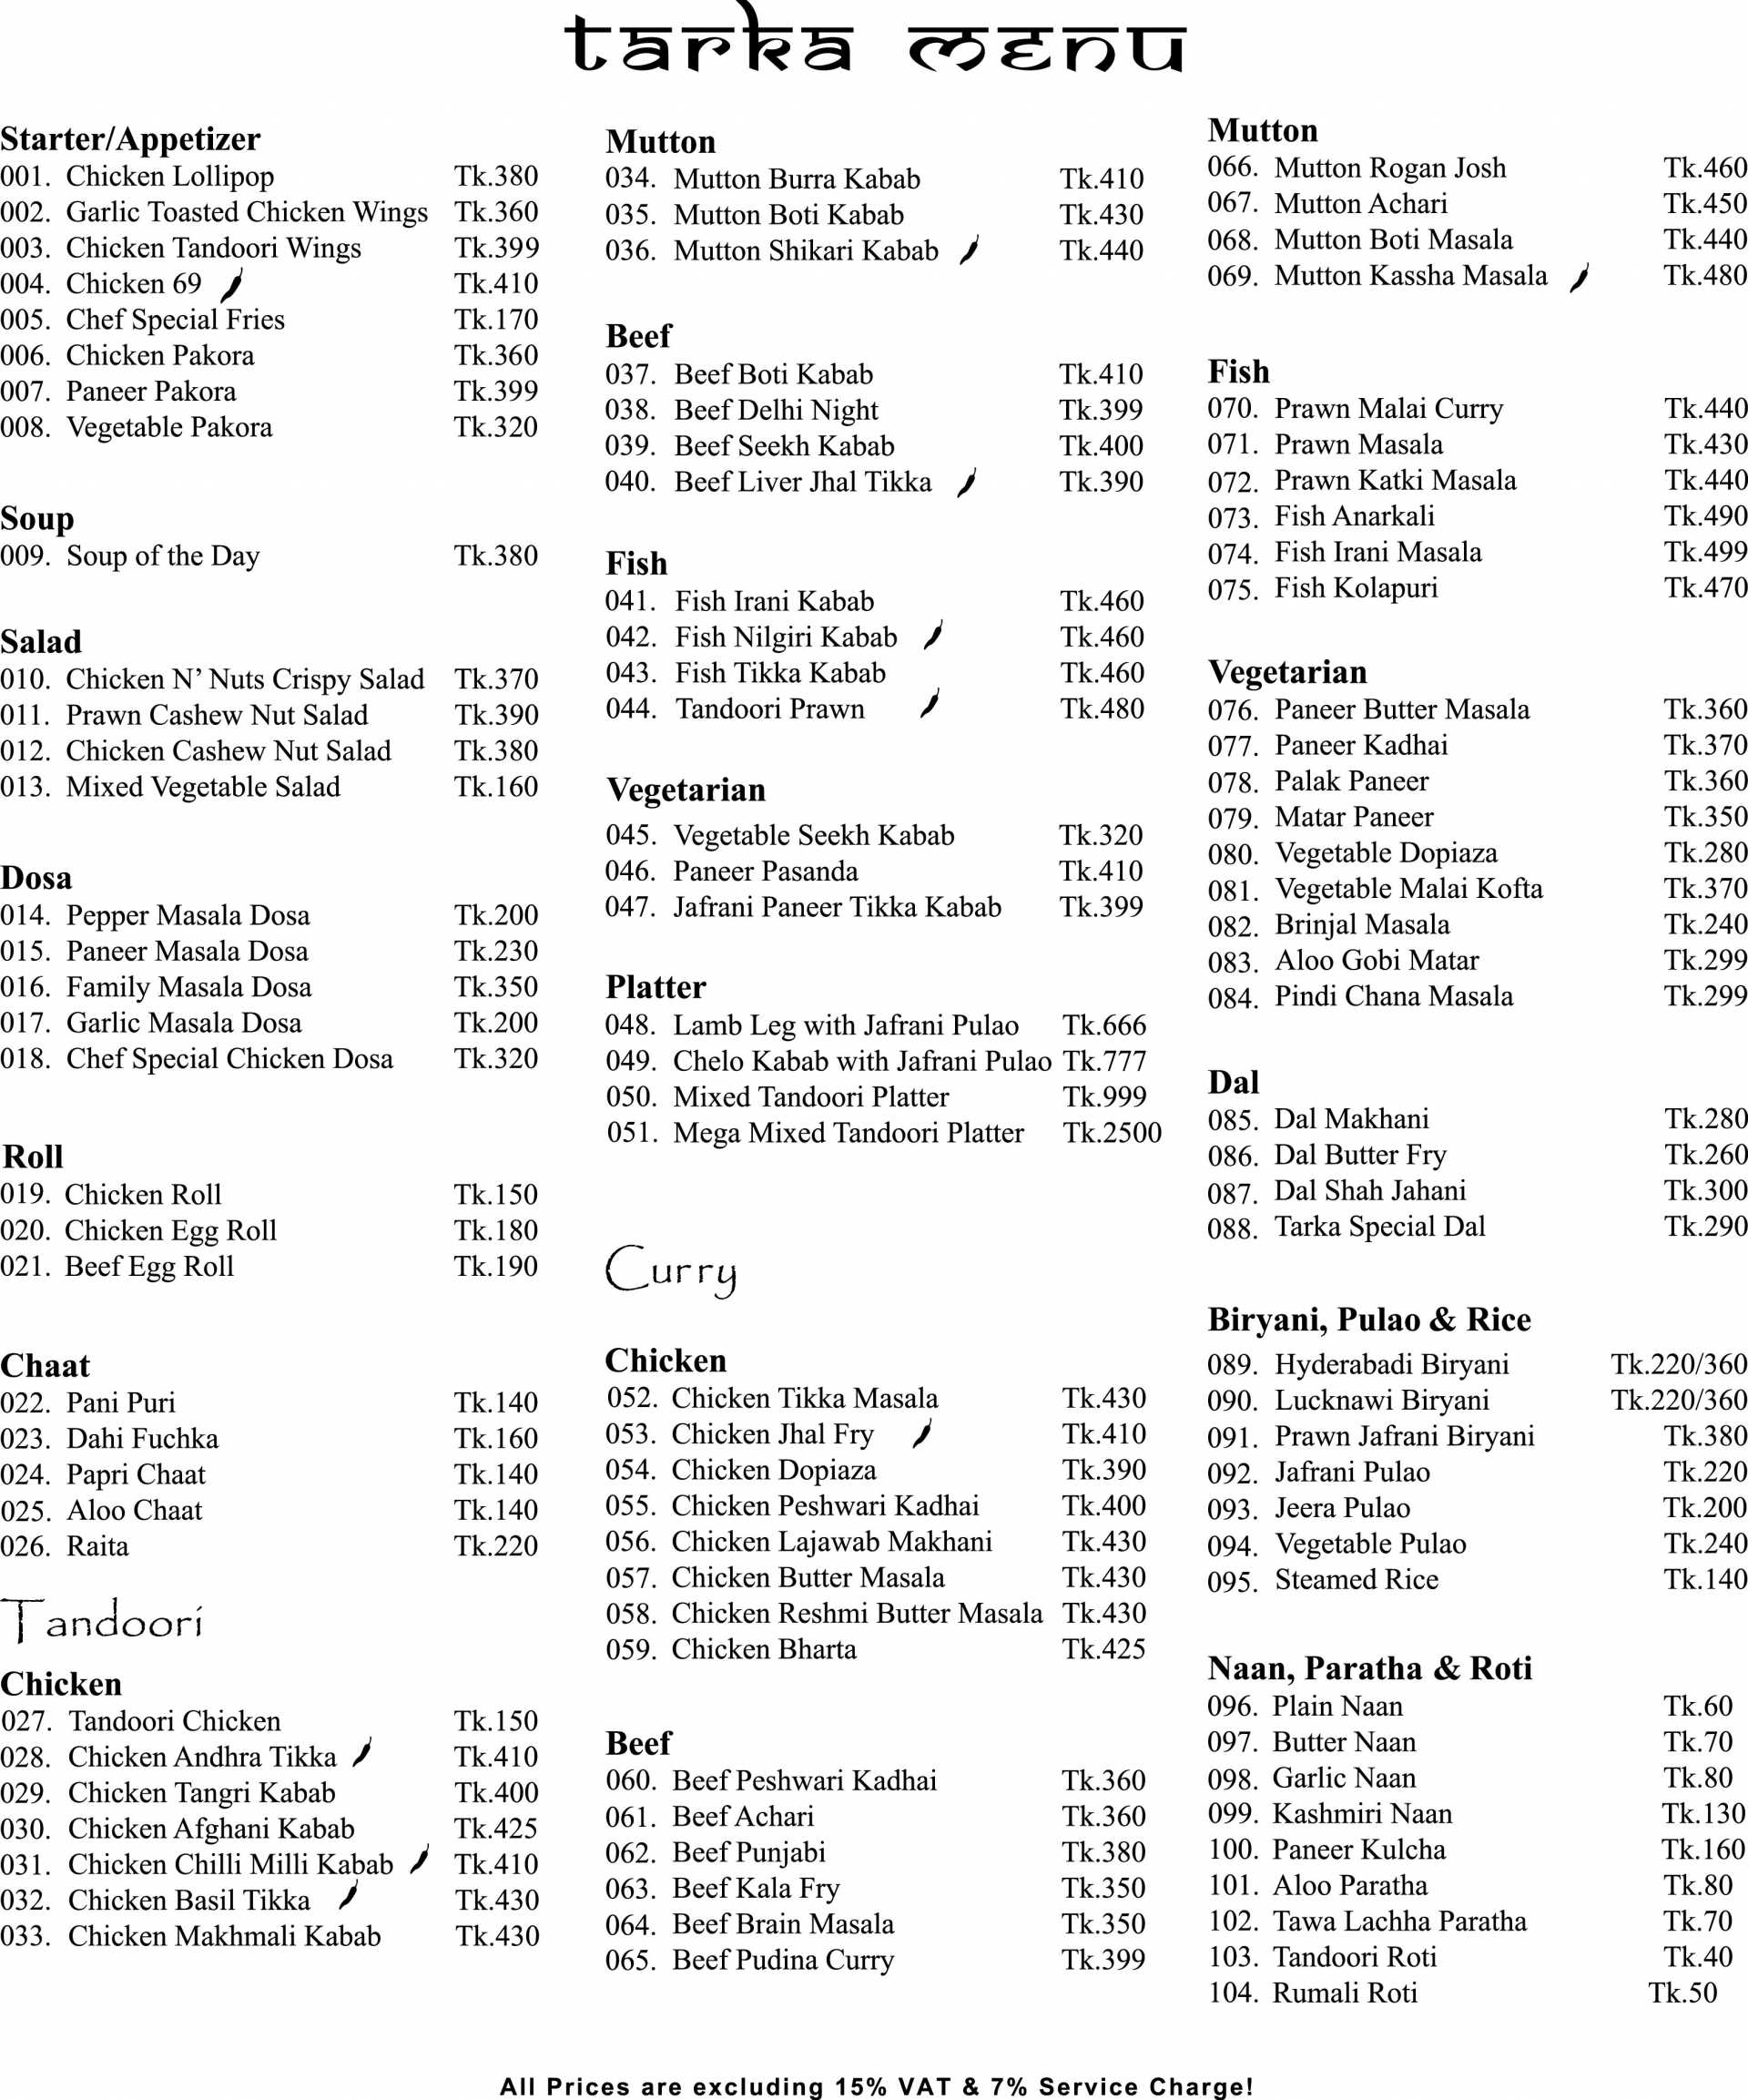 Tarka Menu
Starter/Appetizer
001. Chicken Lollipop Tk.380
002. Garlic Toasted Chicken Wings Tk.360
003. Chicken Tandoori Wings Tk.399
004. Chicken 69 Tk.410
005. Chef Special Fries Tk.170
006. Chicken Pakora Tk.360
007. Paneer Pakora Tk.399
008. Vegetable Pakora Tk.320
Soup
009. Soup of the Day Tk.380
Salad
010. Chicken N’ Nuts Crispy Salad Tk.370
011. Prawn Cashew Nut Salad Tk.390
012. Chicken Cashew Nut Salad Tk.380
013. Mixed Vegetable Salad Tk.160
Dosa
014. Pepper Masala Dosa Tk.200
015. Paneer Masala Dosa Tk.230
016. Family Masala Dosa Tk.350
017. Garlic Masala Dosa Tk.200
018. Chef Special Chicken Dosa Tk.320
Roll
019. Chicken Roll Tk.150
020. Chicken Egg Roll Tk.180
021. Beef Egg Roll Tk.190
Chaat
022. Pani Puri Tk.140
023. Dahi Fuchka Tk.160
024. Papri Chaat Tk.140
025. Aloo Chaat Tk.140
026. Raita Tk.220
Tandoori
Chicken
027. Tandoori Chicken Tk.150
028. Chicken Andhra Tikka Tk.410
029. Chicken Tangri Kabab Tk.400
030. Chicken Afghani Kabab Tk.425
031. Chicken Chilli Milli Kabab Tk.410
032. Chicken Basil Tikka Tk.430
033. Chicken Makhmali Kabab Tk.430
Mutton
034. Mutton Burra Kabab Tk.410
035. Mutton Boti Kabab Tk.430
036. Mutton Shikari Kabab Tk.440
Beef
037. Beef Boti Kabab Tk.410
038. Beef Delhi Night Tk.399
039. Beef Seekh Kabab Tk.400
040. Beef Liver Jhal Tikka Tk.390
Fish
041. Fish Irani Kabab Tk.460
042. Fish Nilgiri Kabab Tk.460
043. Fish Tikka Kabab Tk.460
044. Tandoori Prawn Tk.480
Vegetarian
045. Vegetable Seekh Kabab Tk.320
046. Paneer Pasanda Tk.410
047. Jafrani Paneer Tikka Kabab Tk.399
Platter
048. Lamb Leg with Jafrani Pulao Tk.666
049. Chelo Kabab with Jafrani Pulao Tk.777
050. Mixed Tandoori Platter Tk.999
051. Mega Mixed Tandoori Platter Tk.2500
Curry
Chicken
052. Chicken Tikka Masala Tk.430
053. Chicken Jhal Fry Tk.410
054. Chicken Dopiaza Tk.390
055. Chicken Peshwari Kadhai Tk.400
056. Chicken Lajawab Makhani Tk.430
057. Chicken Butter Masala Tk.430
058. Chicken Reshmi Butter Masala Tk.430
059. Chicken Bharta Tk.425
Beef
060. Beef Peshwari Kadhai Tk.360
061. Beef Achari Tk.360
062. Beef Punjabi Tk.380
063. Beef Kala Fry Tk.350
064. Beef Brain Masala Tk.350
065. Beef Pudina Curry Tk.399
Mutton
066. Mutton Rogan Josh Tk.460
067. Mutton Achari Tk.450
068. Mutton Boti Masala Tk.440
069. Mutton Kassha Masala Tk.480
Fish
070. Prawn Malai Curry Tk.440
071. Prawn Masala Tk.430
072. Prawn Katki Masala Tk.440
073. Fish Anarkali Tk.490
074. Fish Irani Masala Tk.499
075. Fish Kolapuri Tk.470
Vegetarian
076. Paneer Butter Masala Tk.360
077. Paneer Kadhai Tk.370
078. Palak Paneer Tk.360
079. Matar Paneer Tk.350
080. Vegetable Dopiaza Tk.280
081. Vegetable Malai Kofta Tk.370
082. Brinjal Masala Tk.240
083. Aloo Gobi Matar Tk.299
084. Pindi Chana Masala Tk.299
Dal
085. Dal Makhani Tk.280
086. Dal Butter Fry Tk.260
087. Dal Shah Jahani Tk.300
088. Tarka Special Dal Tk.290
Biryani, Pulao & Rice
089. Hyderabadi Biryani Tk.220/360
090. Lucknawi Biryani Tk.220/360
091. Prawn Jafrani Biryani Tk.380
092. Jafrani Pulao Tk.220
093. Jeera Pulao Tk.200
094. Vegetable Pulao Tk.240
095. Steamed Rice Tk.140
Naan, Paratha & Roti
096. Plain Naan Tk.60
097. Butter Naan Tk.70
098. Garlic Naan Tk.80
099. Kashmiri Naan Tk.130
100. Paneer Kulcha Tk.160
101. Aloo Paratha Tk.80
102. Tawa Lachha Paratha Tk.70
103. Tandoori Roti Tk.40
104. Rumali Roti Tk.50
All Prices are excluding 15% VAT & 7% Service Charge!